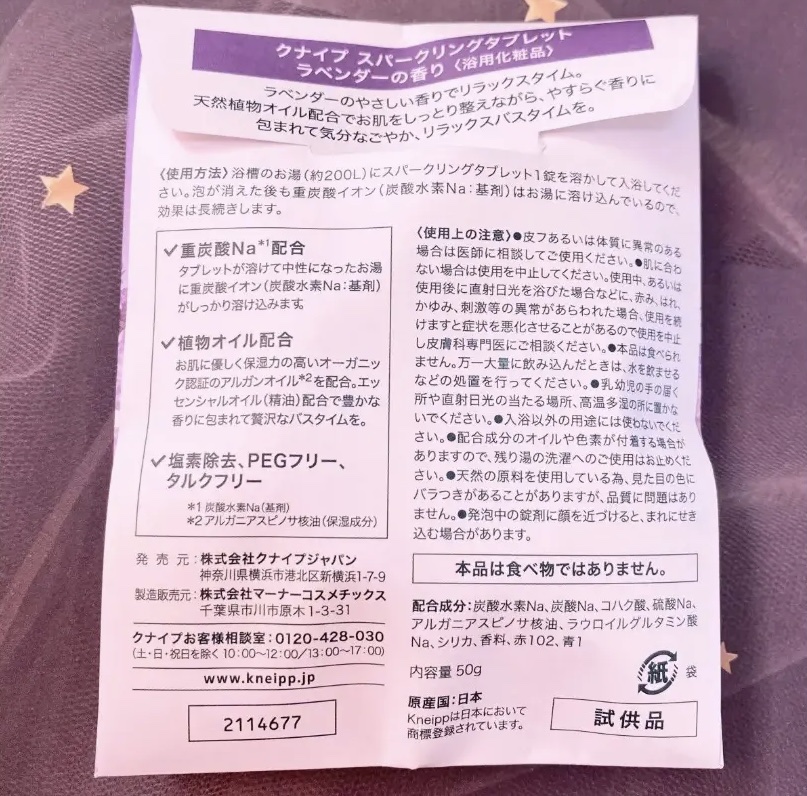 クナイプ スパークリングタブレット
ラベンダーの香り〈浴用化粧品〉
ラベンダーのやさしい香りでリラックスタイム。
天然植物オイル配合でお肌をしっとり整えながら、やすらぐ香りに
包まれて気分なごやか、リラックスバスタイムを。
〈使用方法〉浴槽のお湯(約200L)にスパークリングタブレット1錠を溶かして入浴してくだ
さい。泡が消えた後も重炭酸イオン(炭酸水素Na:基剤)はお湯に溶け込んでいるので、
効果は長続きします。
✓重炭酸Na*1配合
タブレットが溶けて中性になったお湯
に重炭酸イオン(炭酸水素Na:基剤)
がしっかり溶け込みます。
✓植物オイル配合
お肌に優しく保湿力の高いオーガニッ
ク認証のアルガンオイル*2を配合。エッ
センシャルオイル(精油)配合で豊かな
香りに包まれて贅沢なバスタイムを。
✓塩素除去、PEGフリー、
タルクフリー
*1 炭酸水素Na(基剤)
*2 アルガニアスピノサ核油(保湿成分)
発売元:株式会社クナイプジャパン
神奈川県横浜市港北区新横浜1-7-9
製造販売元:株式会社マーナーコスメチックス
千葉県市川市原木1-3-31
クナイプお客様相談室:0120-428-030
(土・日・祝日を除く10:00〜12:00/13:00〜17:00)
www.kneipp.jp
2114677
〈使用上の注意〉●皮フあるいは体質に異常のある
場合は医師に相談してご使用ください。●肌に合わ
ない場合は使用を中止してください。使用中、あるいは
使用後に直射日光を浴びた場合などに、赤み、はれ、
かゆみ、刺激等の異常があらわれた場合、使用を続
けますと症状を悪化させることがあるので使用を中止
し皮膚科専門医にご相談ください。●本品は食べられ
ません。万一大量に飲み込んだときは、水を飲ませる
などの処置を行ってください。●乳幼児の手の届く
所や直射日光の当たる場所、高温多湿の所に置かな
いでください。●入浴以外の用途には使わないでくだ
さい。●配合成分のオイルや色素が付着する場合が
ありますので、残り湯の洗濯へのご使用はお止めくだ
さい。●天然の原料を使用している為、見た目の色に
バラつきがあることがありますが、品質に問題はあり
ません。●発泡中の錠剤に顔を近づけると、まれにせき
込む場合があります。
本品は食べ物ではありません。
配合成分:炭酸水素Na、炭酸Na、コハク酸、硫酸Na、
アルガニアスピノサ核油、ラウロイルグルタミン酸
Na、シリカ、香料、赤102、青1
内容量 50g
紙 袋
原産国:日本
Kneippは日本において
商標登録されています。
試供品